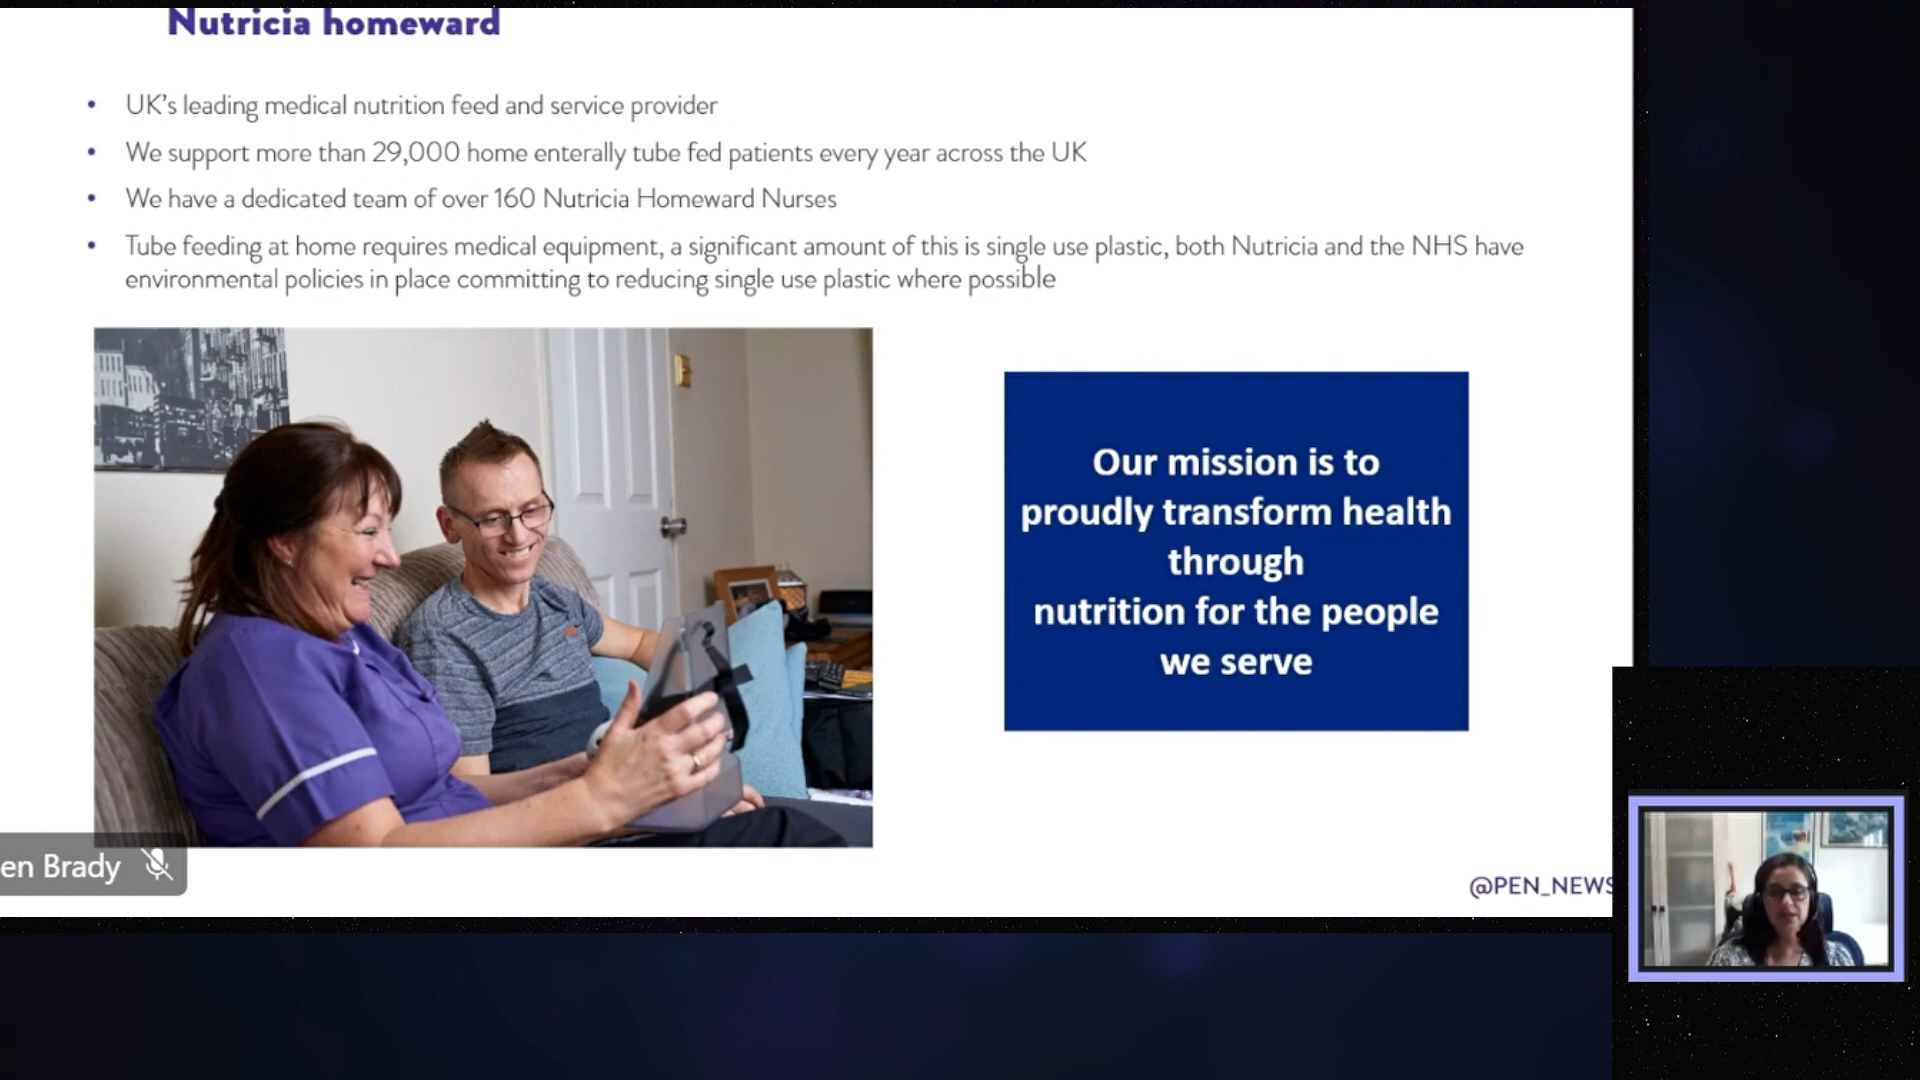 Nutricia homeward
• UK's leading medical nutrition feed and service provider
• We support more than 29,000 home enterally tube fed patients every year across the UK
• We have a dedicated team of over 160 Nutricia Homeward Nurses
• Tube feeding at home requires medical equipment, a significant amount of this is single use plastic, both Nutricia and the NHS have
environmental policies in place committing to reducing single use plastic where possible
Our mission is to
proudly transform health
through
nutrition for the people
we serve
en Brady
@PEN_NEWS